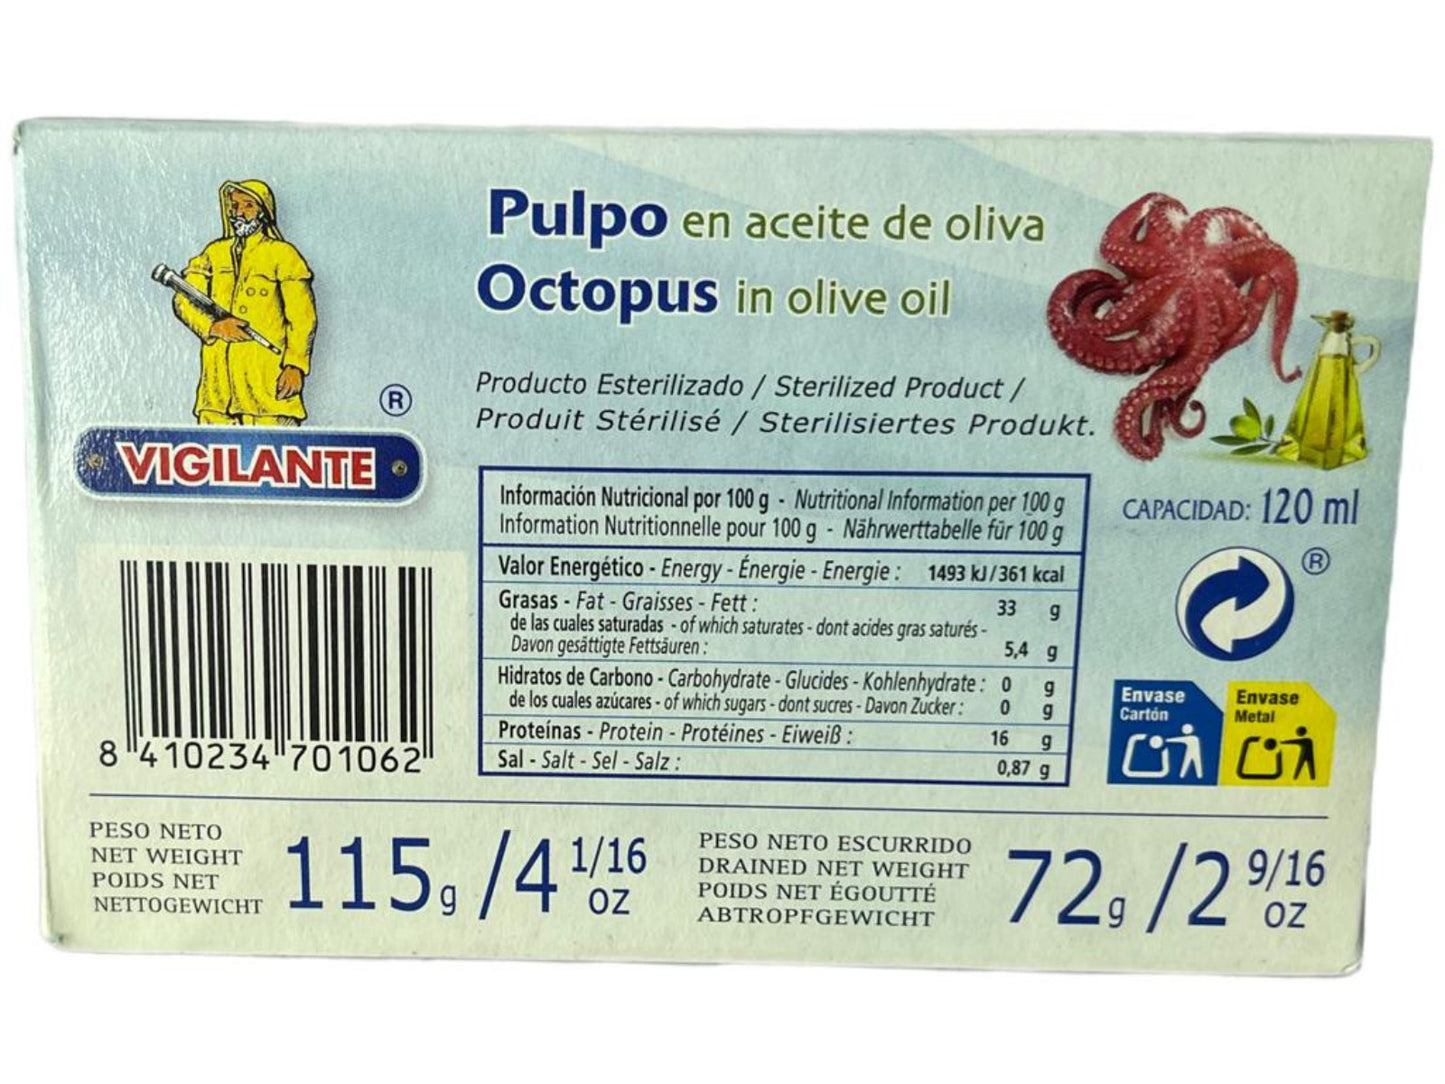 Pulpo en aceite de oliva
Octopus in olive oil
Producto Esterilizado / Sterilized Product /
Produit Stérilisé / Sterilisiertes Produkt.
®
VIGILANTE
Información Nutricional por 100 g - Nutritional Information per 100 g
Information Nutritionnelle pour 100 g - Nährwerttabelle für 100 g
Valor Energético - Energy - Énergie - Energie : 1493 kJ/361 kcal
Grasas - Fat - Graisses - Fett : 33 g
de las cuales saturadas - of which saturates - dont acides gras saturés -
Davon gesättigte Fettsäuren : 5,4 g
Hidratos de Carbono - Carbohydrate - Glucides - Kohlenhydrate : 0 g
de los cuales azúcares - of which sugars - dont sucres - Davon Zucker : 0 g
Proteínas - Protein - Protéines - Eiweiß : 16 g
Sal - Salt - Sel - Salz : 0,87 g
CAPACIDAD: 120 ml
®
Envase
Cartón
Envase
Metal
8 410234 701062
PESO NETO
NET WEIGHT
POIDS NET
NETTOGEWICHT
115g /4 1/16 oz
PESO NETO ESCURRIDO
DRAINED NET WEIGHT
POIDS NET ÉGOUTTÉ
ABTROPFGEWICHT
72g /2 9/16 oz